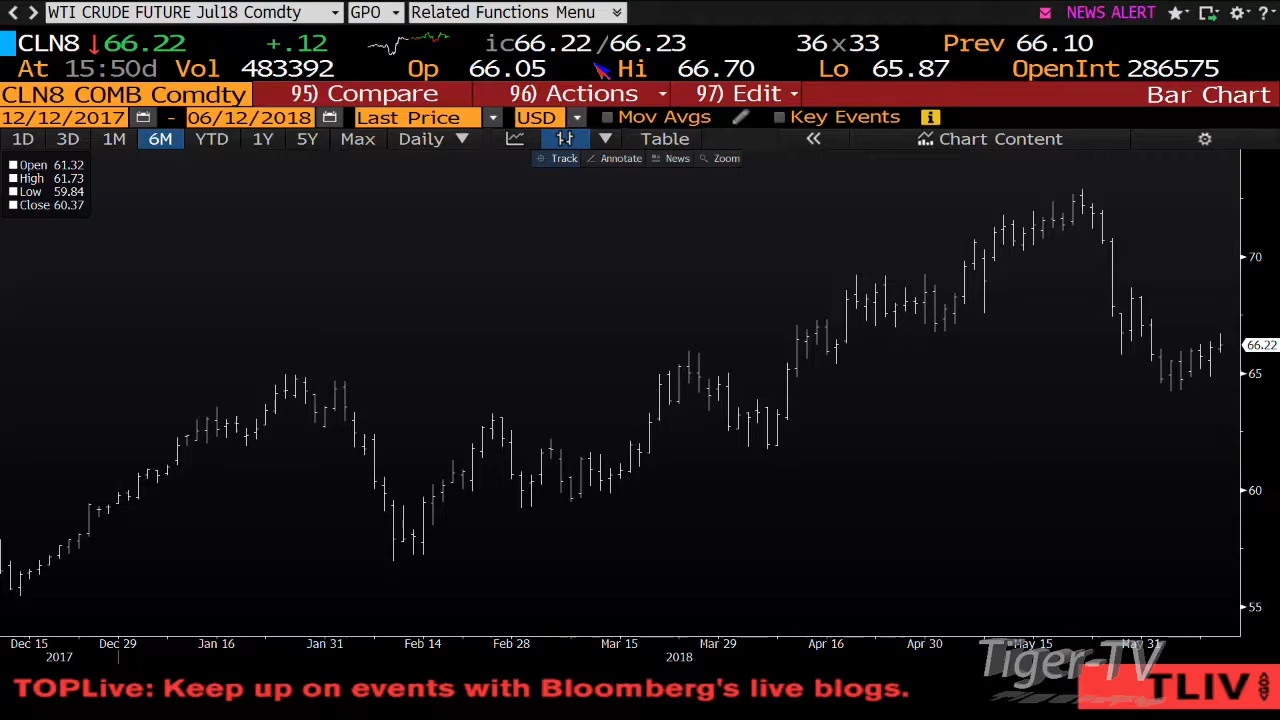 WTI CRUDE FUTURE Jul18 Comdty GPO Related Functions Menu NEWS ALERT ?
CLN8 ↓66.22 +.12 ic66.22/66.23 36x33 Prev 66.10
At 15:50d Vol 483392 Op 66.05 Hi 66.70 Lo 65.87 OpenInt 286575
CLN8 COMB Comdty 95) Compare 96) Actions 97) Edit Bar Chart
12/12/2017 - 06/12/2018 Last Price USD Mov Avgs Key Events i
1D 3D 1M 6M YTD 1Y 5Y Max Daily ▼ Table « Chart Content
Track Annotate News Zoom
Open 61.32
High 61.73
Low 59.84
Close 60.37
70
66.22
65
60
55
Dec 15 Dec 29 Jan 16 Jan 31 Feb 14 Feb 28 Mar 15 Mar 29 Apr 16 Apr 30 May 15 May 31
2017 2018
Tiger-TV
TOPLive: Keep up on events with Bloomberg's live blogs. TLIV